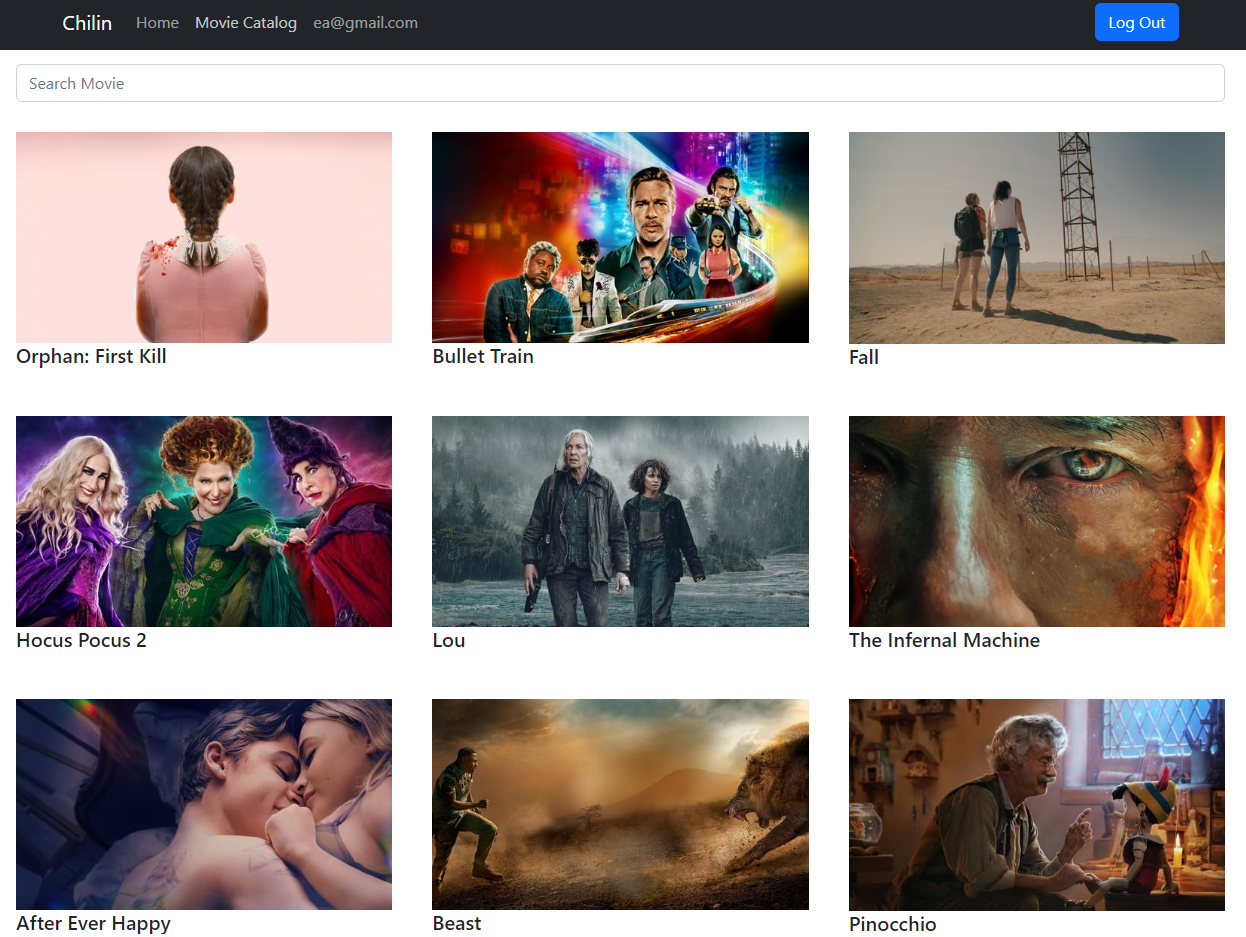 Chilin Home Movie Catalog ea@gmail.com Log Out
Search Movie
Orphan: First Kill
Bullet Train
Fall
Hocus Pocus 2
Lou
The Infernal Machine
After Ever Happy
Beast
Pinocchio